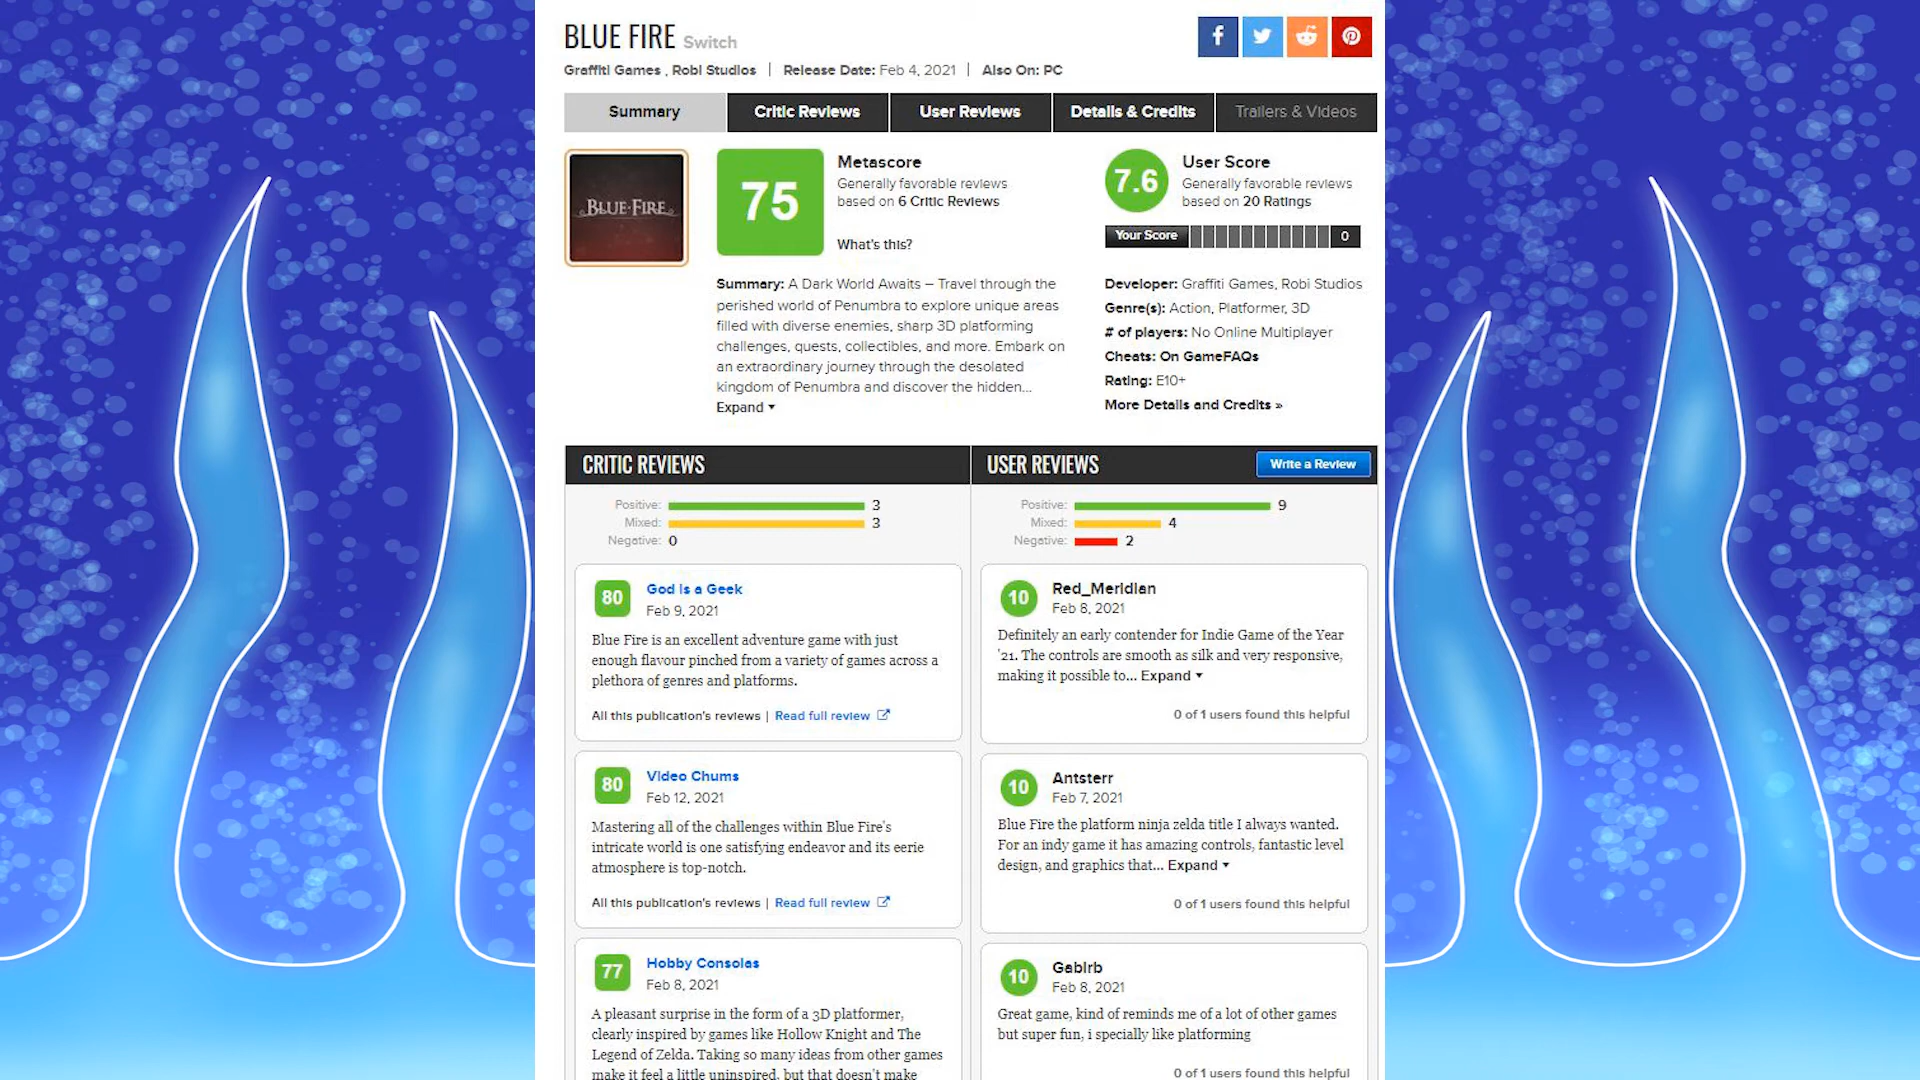 BLUE FIRE Switch
Graffiti Games , Robi Studios | Release Date: Feb 4, 2021 | Also On: PC
Summary Critic Reviews User Reviews Details & Credits Trailers & Videos
BLUE·FIRE
75
Metascore
Generally favorable reviews
based on 6 Critic Reviews
What's this?
7.6
User Score
Generally favorable reviews
based on 20 Ratings
Your Score 0
Summary: A Dark World Awaits – Travel through the
perished world of Penumbra to explore unique areas
filled with diverse enemies, sharp 3D platforming
challenges, quests, collectibles, and more. Embark on
an extraordinary journey through the desolated
kingdom of Penumbra and discover the hidden...
Expand
Developer: Graffiti Games, Robi Studios
Genre(s): Action, Platformer, 3D
# of players: No Online Multiplayer
Cheats: On GameFAQs
Rating: E10+
More Details and Credits »
CRITIC REVIEWS
Positive: 3
Mixed: 3
Negative: 0
80 God is a Geek
Feb 9, 2021
Blue Fire is an excellent adventure game with just
enough flavour pinched from a variety of games across a
plethora of genres and platforms.
All this publication's reviews | Read full review
80 Video Chums
Feb 12, 2021
Mastering all of the challenges within Blue Fire's
intricate world is one satisfying endeavor and its eerie
atmosphere is top-notch.
All this publication's reviews | Read full review
77 Hobby Consolas
Feb 8, 2021
A pleasant surprise in the form of a 3D platformer,
clearly inspired by games like Hollow Knight and The
Legend of Zelda. Taking so many ideas from other games
make it feel a little uninspired, but that doesn't make
USER REVIEWS Write a Review
Positive: 9
Mixed: 4
Negative: 2
10 Red_Meridian
Feb 8, 2021
Definitely an early contender for Indie Game of the Year
'21. The controls are smooth as silk and very responsive,
making it possible to... Expand
0 of 1 users found this helpful
10 Antsterr
Feb 7, 2021
Blue Fire the platform ninja zelda title I always wanted.
For an indy game it has amazing controls, fantastic level
design, and graphics that... Expand
0 of 1 users found this helpful
10 Gabirb
Feb 8, 2021
Great game, kind of reminds me of a lot of other games
but super fun, i specially like platforming
0 of 1 users found this helpful